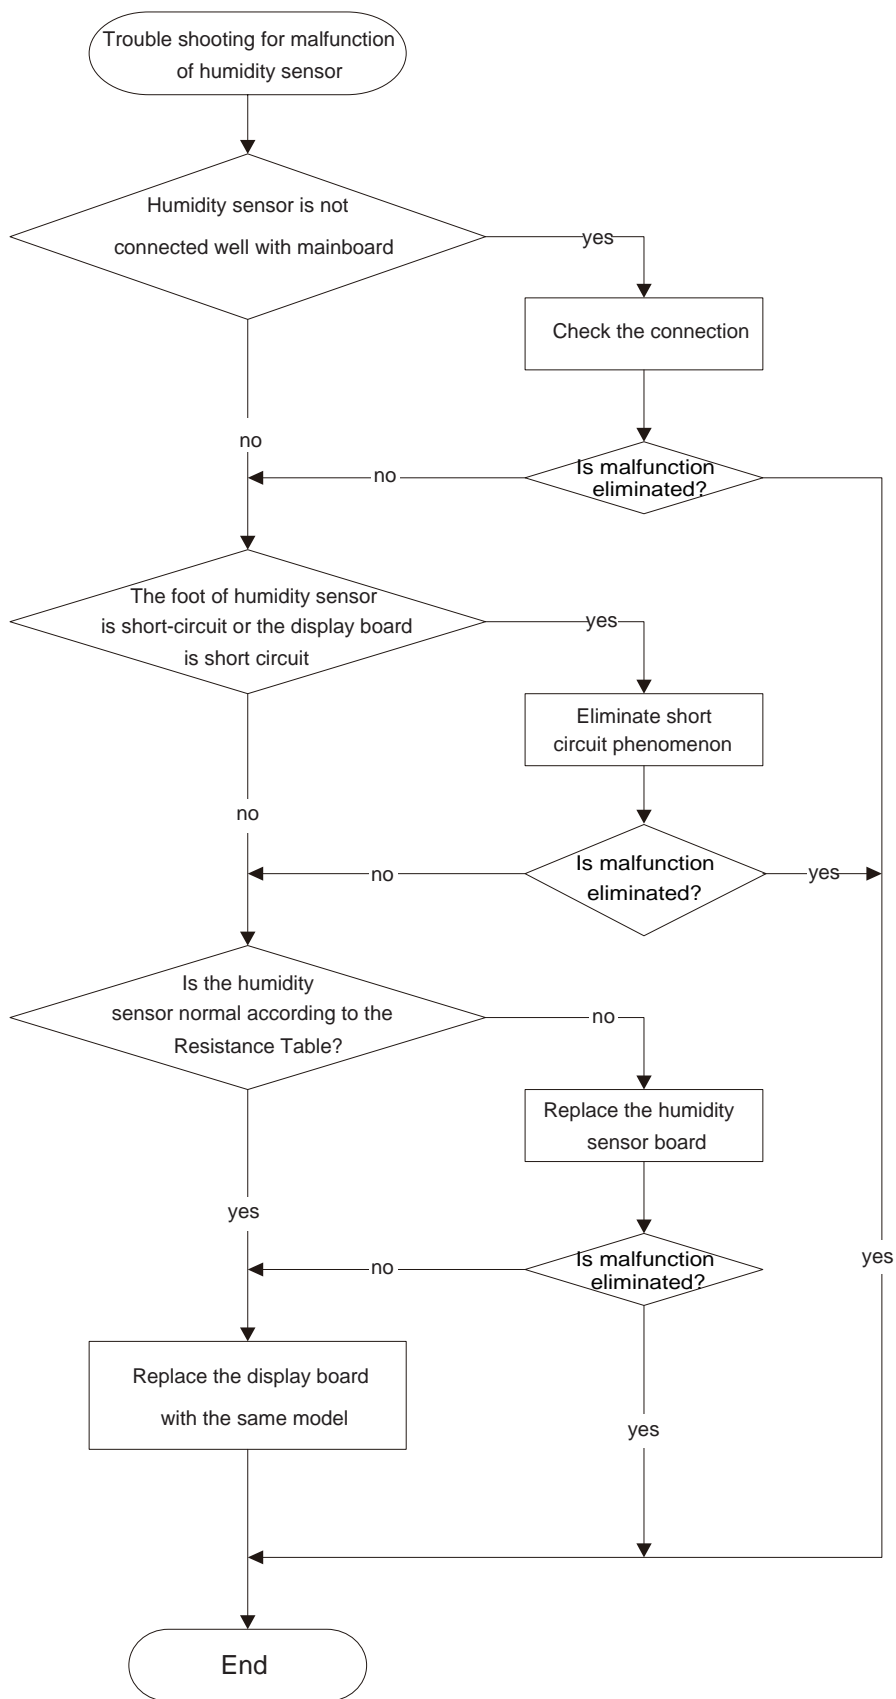 Trouble shooting for malfunction
of humidity sensor
Humidity sensor is not
connected well with mainboard
yes
Check the connection
no
Is malfunction
eliminated?
no
The foot of humidity sensor
is short-circuit or the display board
is short circuit
yes
Eliminate short
circuit phenomenon
no
Is malfunction
eliminated?
no
yes
Is the humidity
sensor normal according to the
Resistance Table?
no
Replace the humidity
sensor board
yes
Is malfunction
eliminated?
no
yes
Replace the display board
with the same model
yes
End